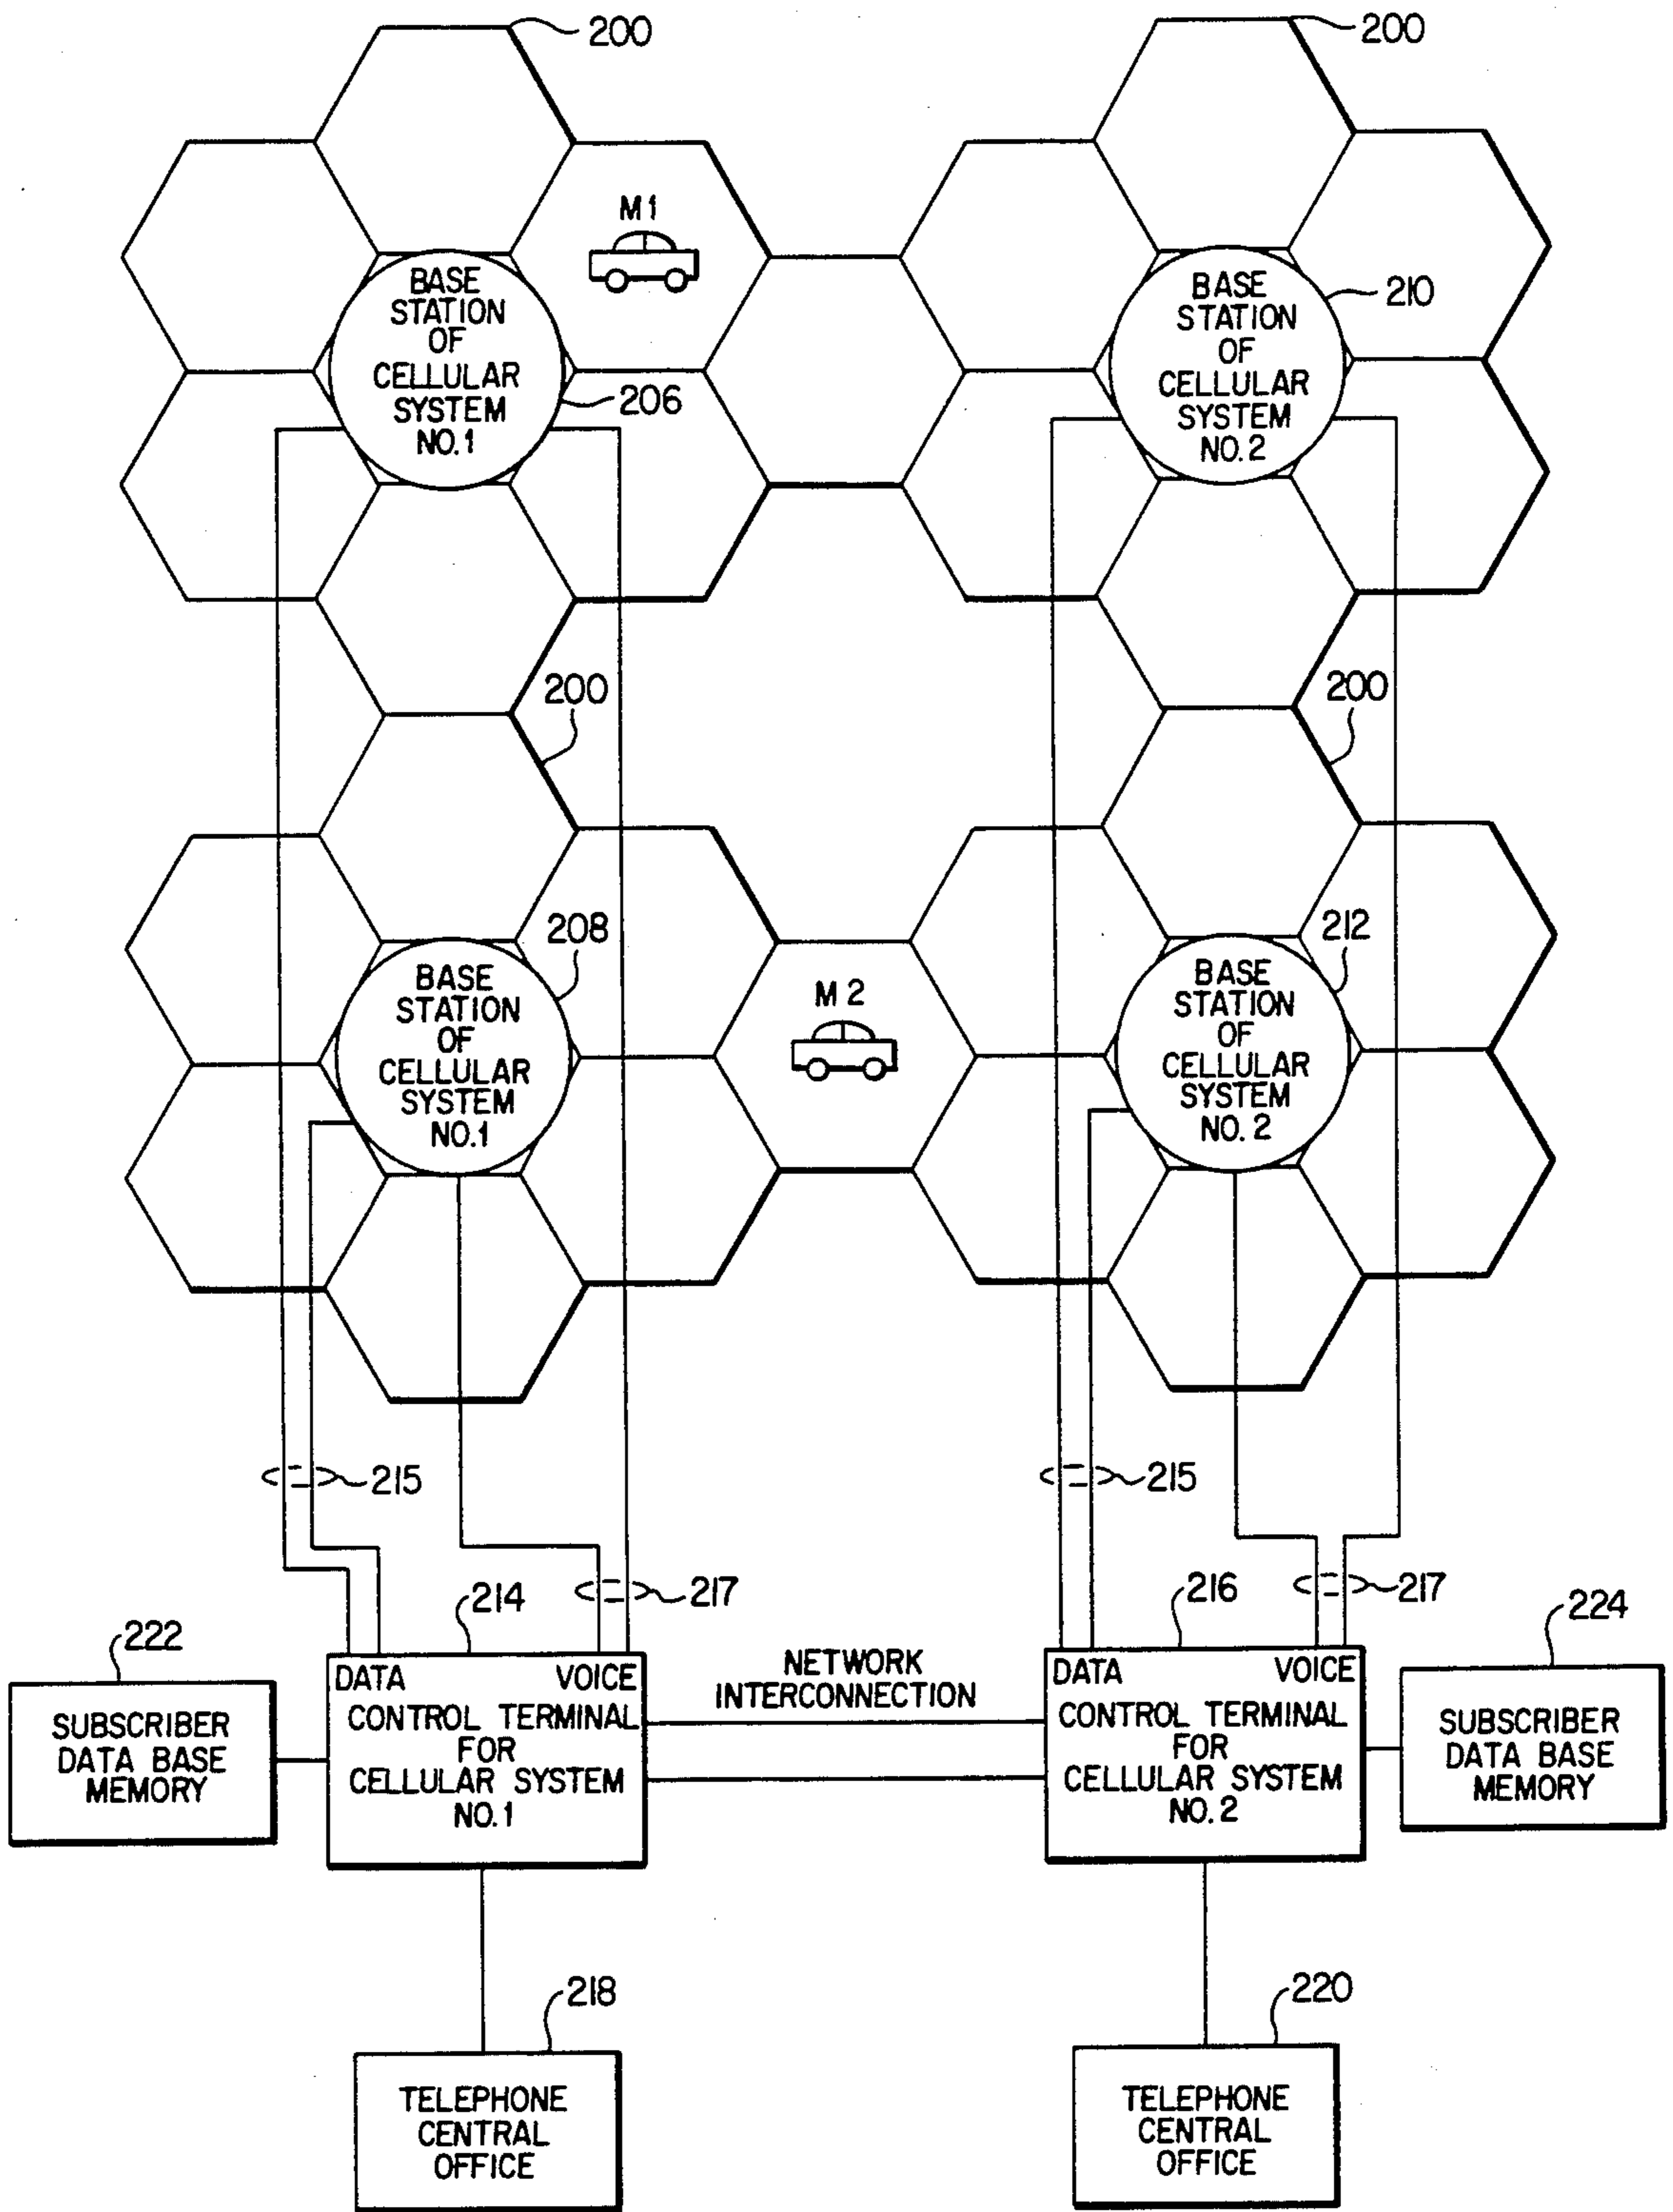 200
200
M1
BASE
STATION
OF
CELLULAR
SYSTEM
NO.1
206
BASE
STATION
OF
CELLULAR
SYSTEM
NO.2
210
200
200
208
BASE
STATION
OF
CELLULAR
SYSTEM
NO.1
M2
212
BASE
STATION
OF
CELLULAR
SYSTEM
NO.2
215
215
217
217
214
216
222
224
DATA VOICE
CONTROL TERMINAL
FOR
CELLULAR SYSTEM
NO.1
NETWORK
INTERCONNECTION
DATA VOICE
CONTROL TERMINAL
FOR
CELLULAR SYSTEM
NO.2
SUBSCRIBER
DATA BASE
MEMORY
SUBSCRIBER
DATA BASE
MEMORY
218
220
TELEPHONE
CENTRAL
OFFICE
TELEPHONE
CENTRAL
OFFICE